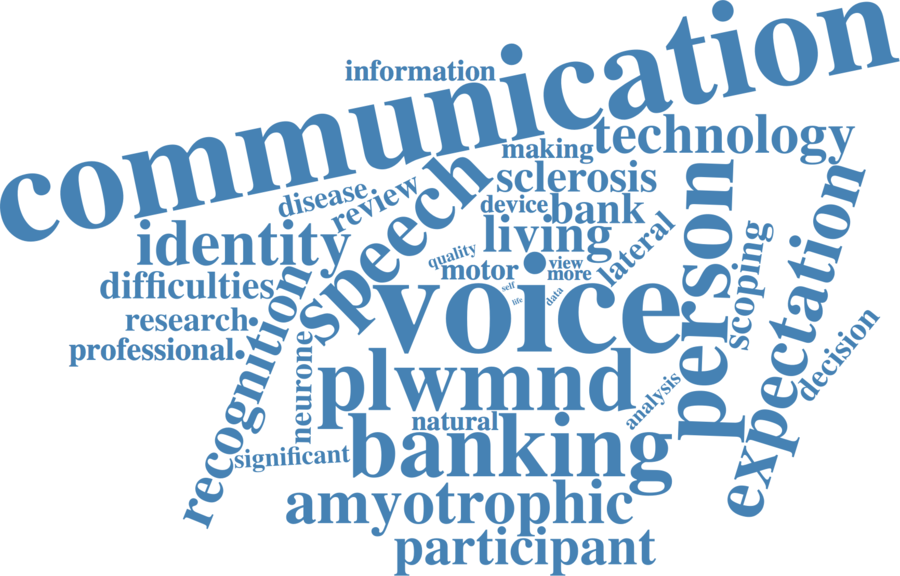 communication
information
technology
making
speech
sclerosis
disease
review
device
bank
identity
living
lateral
person
expectation
scoping
quality
motor
view
more
self
life
data
difficulties
voice
research
professional.
recognition
neurone
plwmnd
decision
analysis
natural
banking
significant
amyotrophic
participant